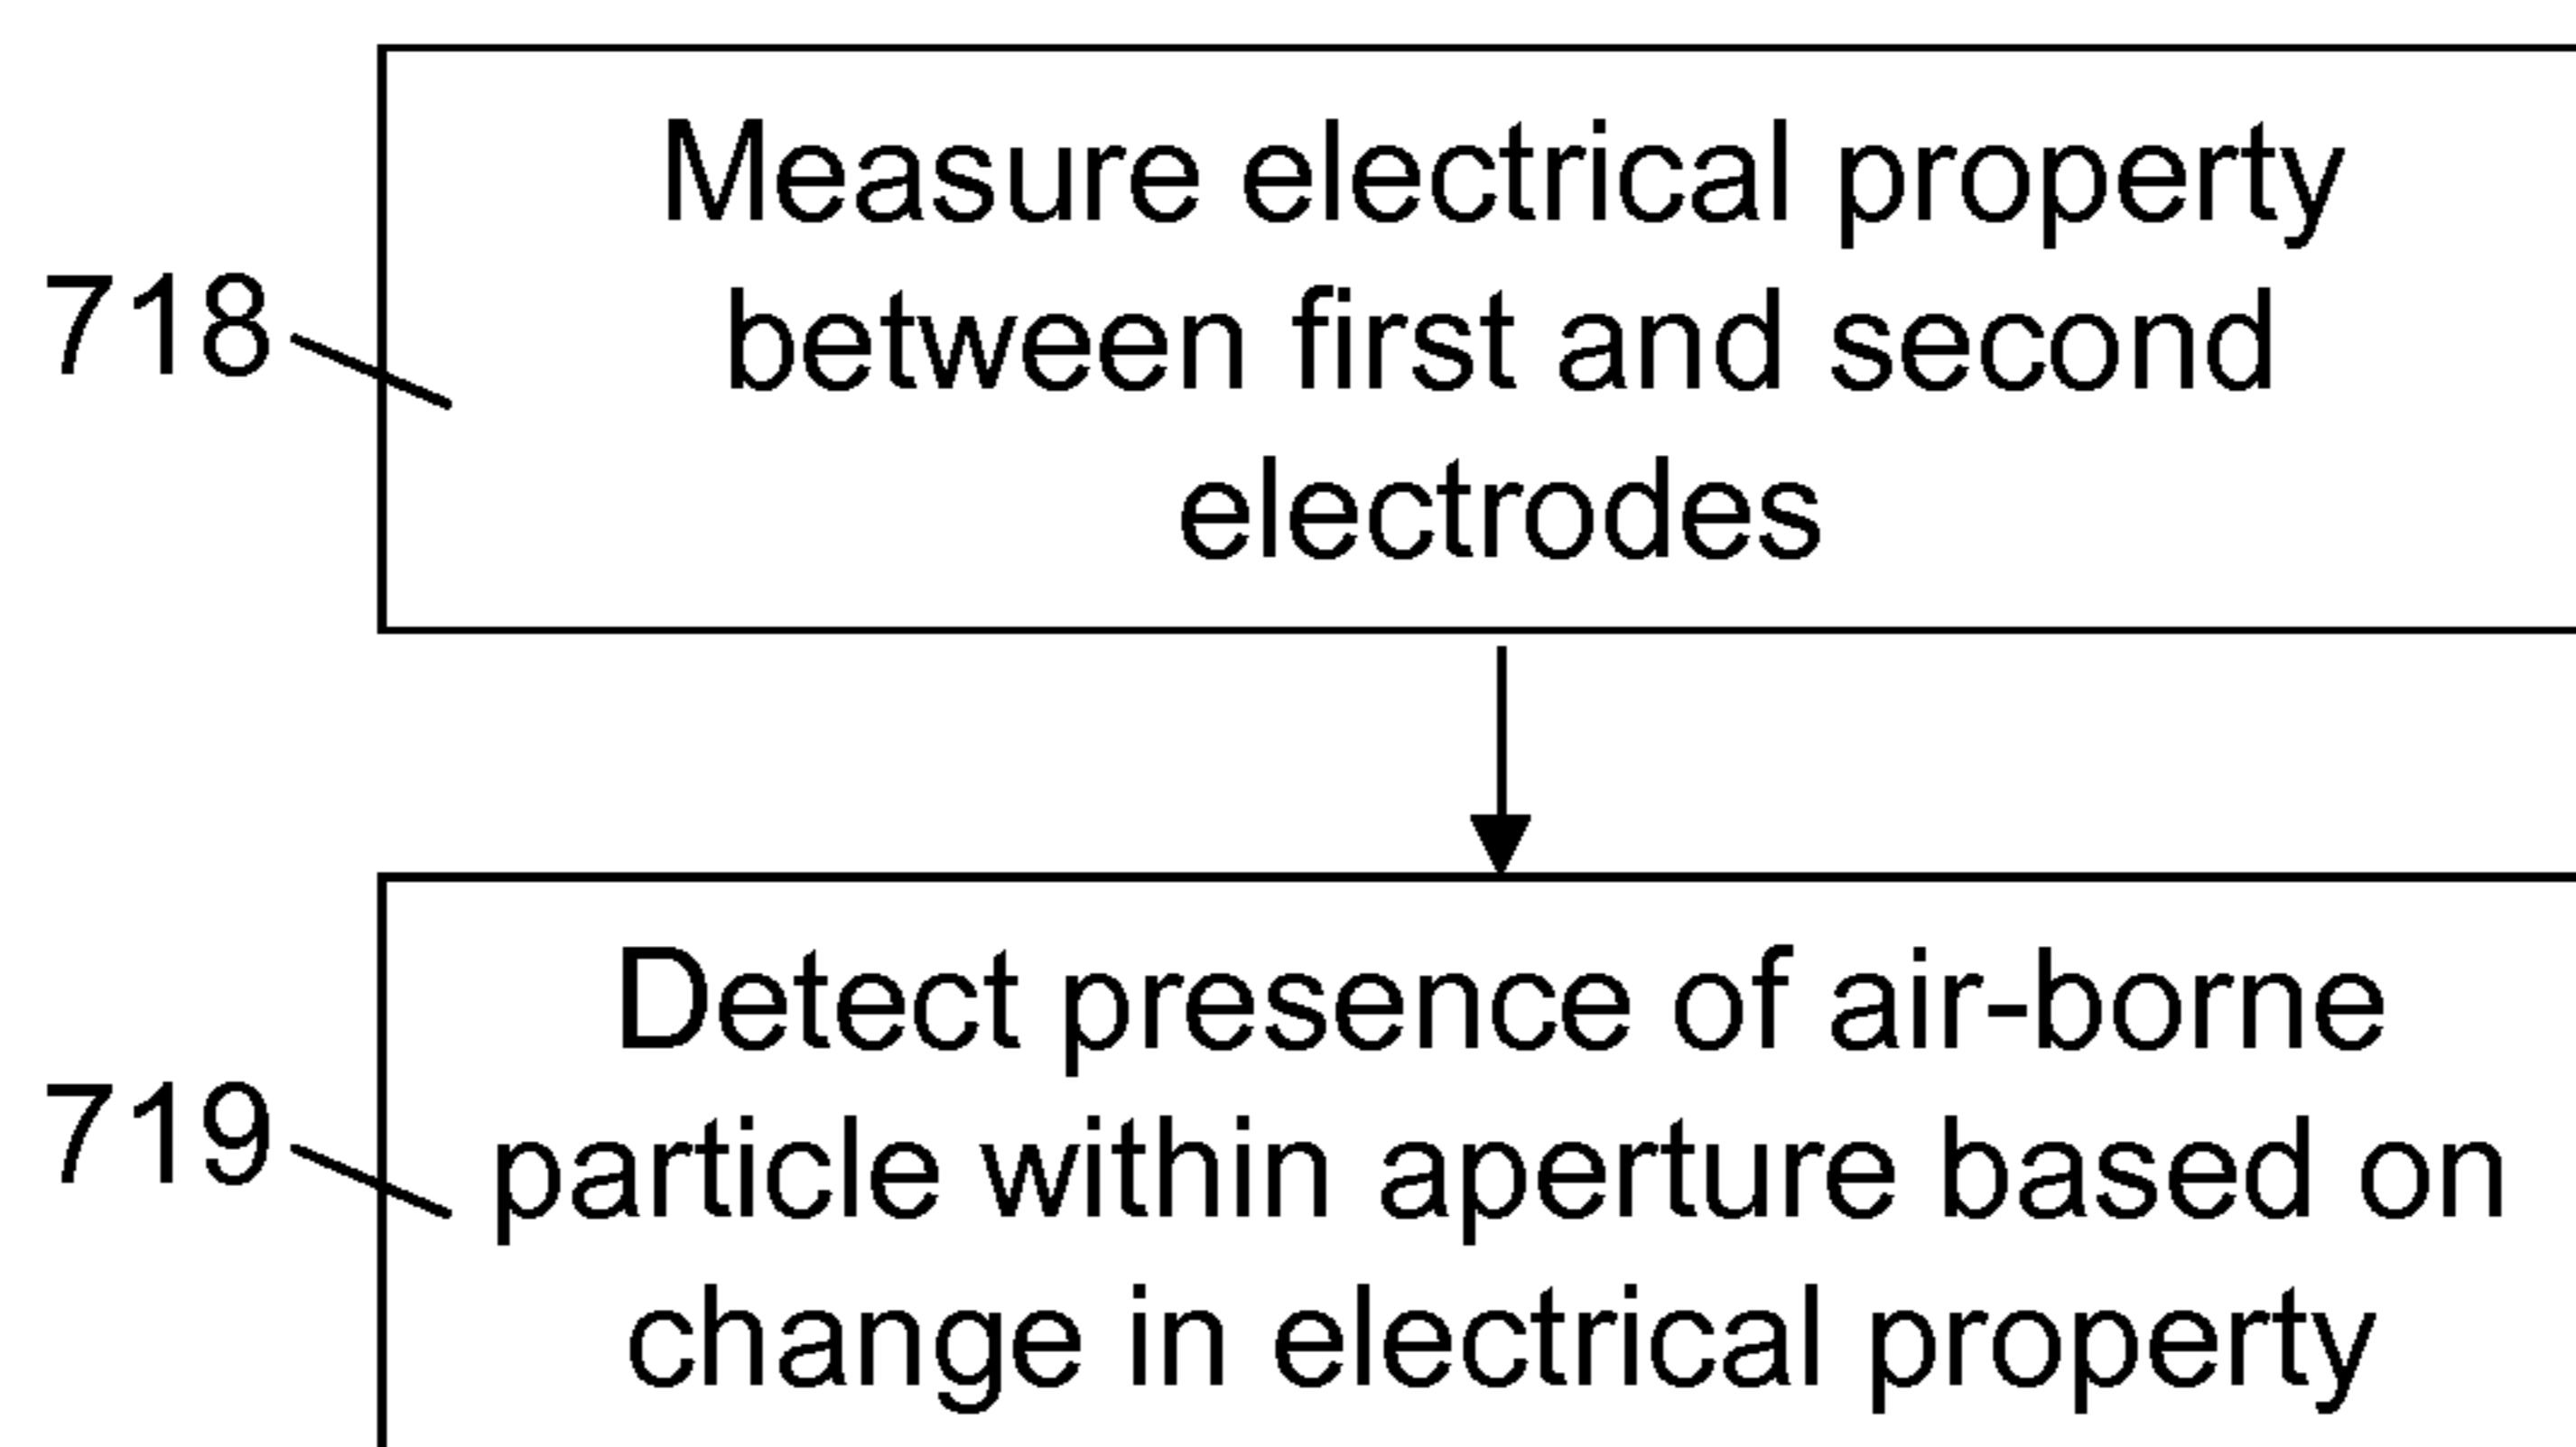 Measure electrical property
between first and second
electrodes
718
Detect presence of air-borne
particle within aperture based on
change in electrical property
719